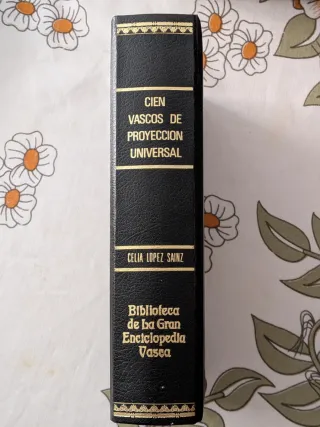 CIEN
VASCOS DE
PROYECCION
UNIVERSAL
CELIA LOPEZ SAINZ
Biblioteca
de La Gran
Enciclopedia
Vasca